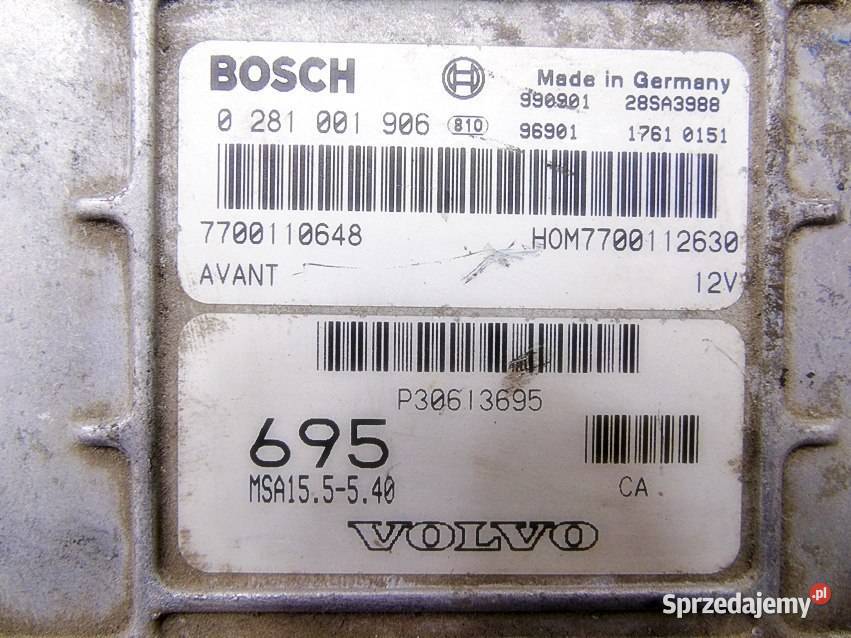 BOSCH Made in Germany
990901 28SA3988
0 281 001 906 810 96901 1761 0151
7700110648 HOM7700112630
AVANT 12V
P30613695
695
MSA15.5-5.40 CA
VOLVO
Sprzedajemy.pl